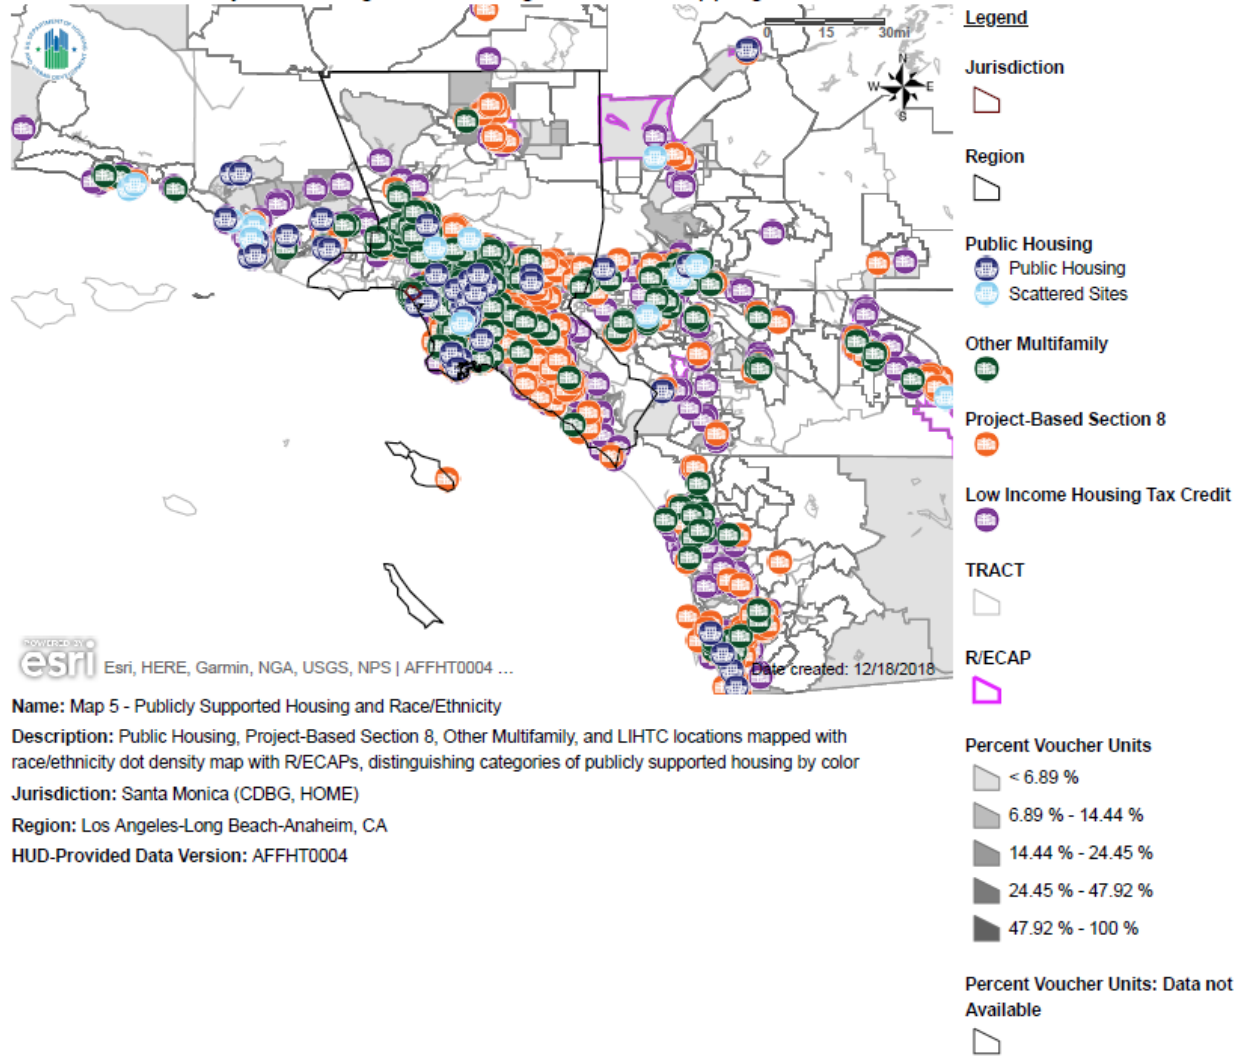 0 15 30mi
N
W E
S
POWERED BY
esri
Esri, HERE, Garmin, NGA, USGS, NPS | AFFHT0004 ...
Date created: 12/18/2018
Name: Map 5 - Publicly Supported Housing and Race/Ethnicity
Description: Public Housing, Project-Based Section 8, Other Multifamily, and LIHTC locations mapped with
race/ethnicity dot density map with R/ECAPs, distinguishing categories of publicly supported housing by color
Jurisdiction: Santa Monica (CDBG, HOME)
Region: Los Angeles-Long Beach-Anaheim, CA
HUD-Provided Data Version: AFFHT0004
Legend
Jurisdiction
Region
Public Housing
Public Housing
Scattered Sites
Other Multifamily
Project-Based Section 8
Low Income Housing Tax Credit
TRACT
R/ECAP
Percent Voucher Units
< 6.89 %
6.89 % - 14.44 %
14.44 % - 24.45 %
24.45 % - 47.92 %
47.92 % - 100 %
Percent Voucher Units: Data not
Available